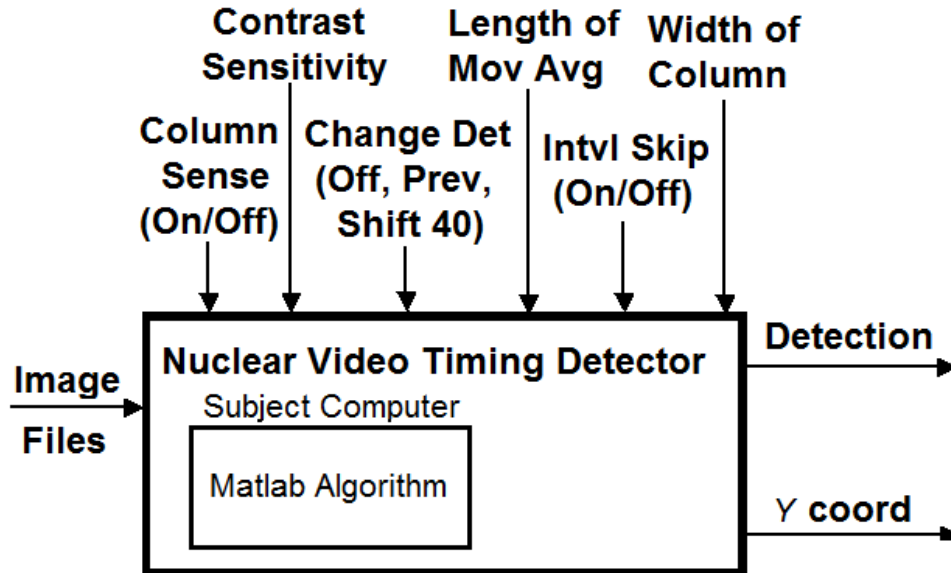 Contrast
Sensitivity
Length of
Mov Avg
Width of
Column
Column
Sense
(On/Off)
Change Det
(Off, Prev,
Shift 40)
Intvl Skip
(On/Off)
Image
Files
Nuclear Video Timing Detector
Subject Computer
Matlab Algorithm
Detection
Y coord